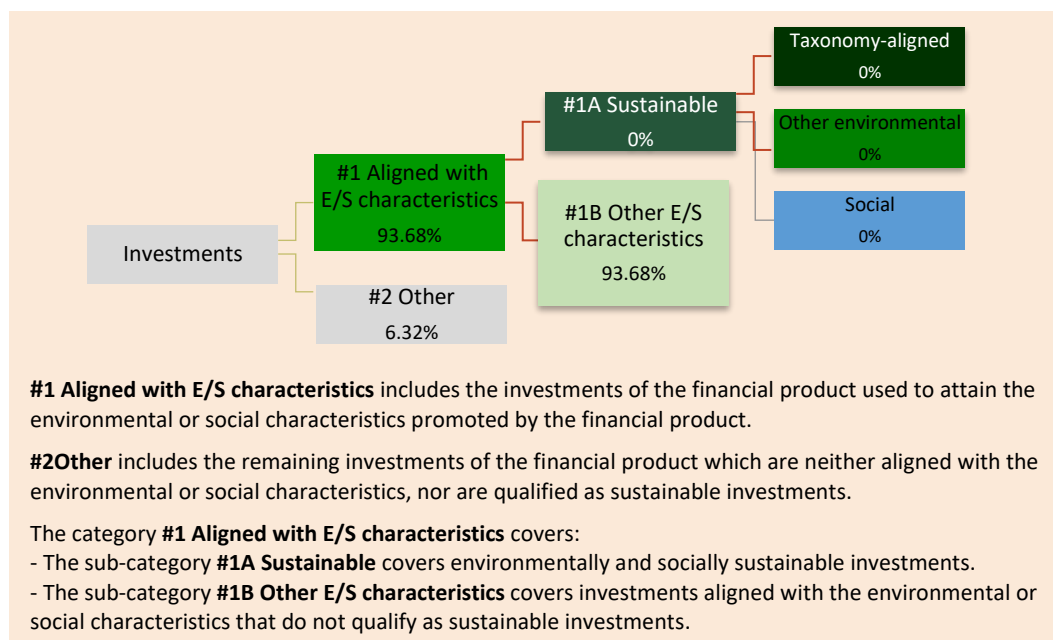 Taxonomy-aligned
0%
#1A Sustainable
0%
Other environmental
0%
#1 Aligned with
E/S characteristics
93.68%
#1B Other E/S
characteristics
93.68%
Social
0%
Investments
#2 Other
6.32%
#1 Aligned with E/S characteristics includes the investments of the financial product used to attain the
environmental or social characteristics promoted by the financial product.
#2Other includes the remaining investments of the financial product which are neither aligned with the
environmental or social characteristics, nor are qualified as sustainable investments.
The category #1 Aligned with E/S characteristics covers:
- The sub-category #1A Sustainable covers environmentally and socially sustainable investments.
- The sub-category #1B Other E/S characteristics covers investments aligned with the environmental or
social characteristics that do not qualify as sustainable investments.